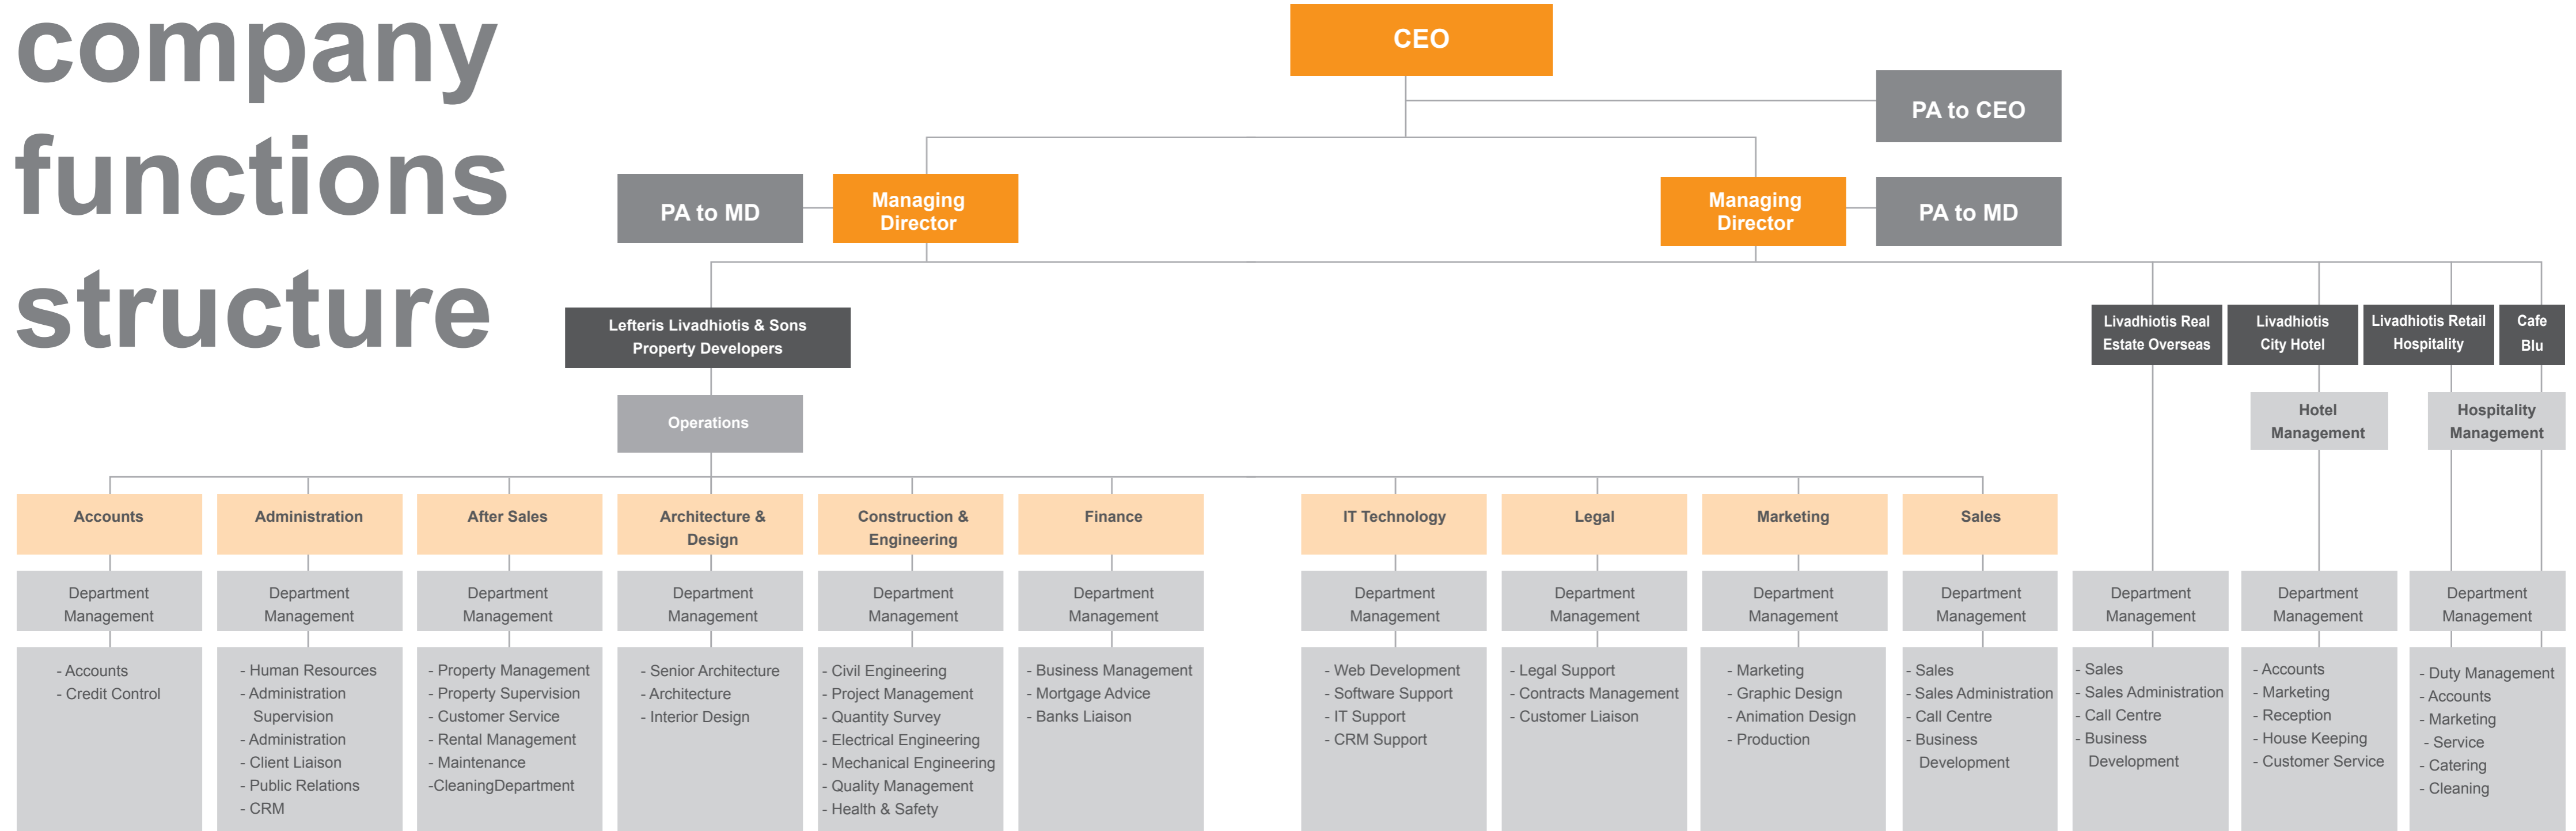 company
functions
structure
CEO
PA to CEO
PA to MD
Managing
Director
Managing
Director
PA to MD
Lefteris Livadhiotis & Sons
Property Developers
Livadhiotis Real
Estate Overseas
Livadhiotis
City Hotel
Livadhiotis Retail
Hospitality
Cafe
Blu
Operations
Hotel
Management
Hospitality
Management
Accounts
Administration
After Sales
Architecture &
Design
Construction &
Engineering
Finance
IT Technology
Legal
Marketing
Sales
Department
Management
Department
Management
Department
Management
Department
Management
Department
Management
Department
Management
Department
Management
Department
Management
Department
Management
Department
Management
Department
Management
Department
Management
Department
Management
- Accounts
- Credit Control
- Human Resources
- Administration
Supervision
- Administration
- Client Liaison
- Public Relations
- CRM
- Property Management
- Property Supervision
- Customer Service
- Rental Management
- Maintenance
-CleaningDepartment
- Senior Architecture
- Architecture
- Interior Design
- Civil Engineering
- Project Management
- Quantity Survey
- Electrical Engineering
- Mechanical Engineering
- Quality Management
- Health & Safety
- Business Management
- Mortgage Advice
- Banks Liaison
- Web Development
- Software Support
- IT Support
- CRM Support
- Legal Support
- Contracts Management
- Customer Liaison
- Marketing
- Graphic Design
- Animation Design
- Production
- Sales
- Sales Administration
- Call Centre
- Business
Development
- Sales
- Sales Administration
- Call Centre
- Business
Development
- Accounts
- Marketing
- Reception
- House Keeping
- Customer Service
- Duty Management
- Accounts
- Marketing
- Service
- Catering
- Cleaning